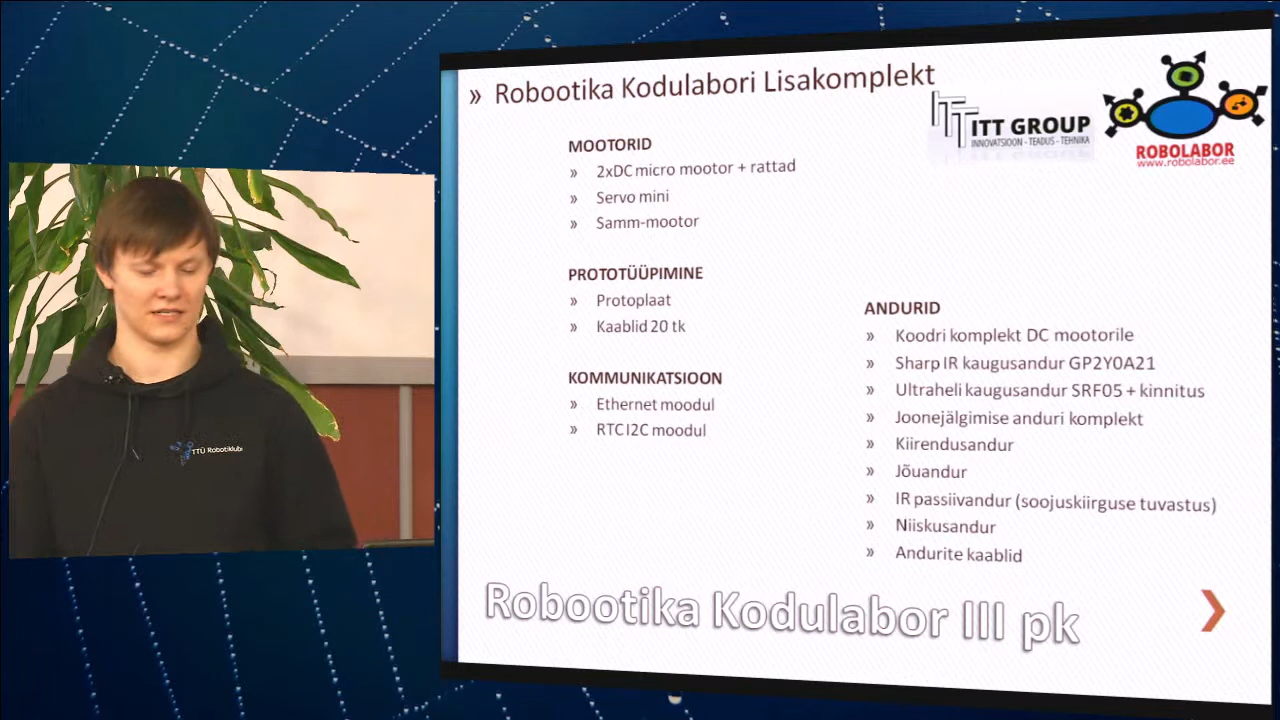 » Robootika Kodulabori Lisakomplekt
ITT GROUP
INNOVATSIOON - TEADUS - TEHNIKA
ROBOLABOR
www.robolabor.ee
MOOTORID
» 2xDC micro mootor + rattad
» Servo mini
» Samm-mootor
PROTOTÜÜPIMINE
» Protoplaat
» Kaablid 20 tk
KOMMUNIKATSIOON
» Ethernet moodul
» RTC I2C moodul
ANDURID
» Koodri komplekt DC mootorile
» Sharp IR kaugusandur GP2Y0A21
» Ultraheli kaugusandur SRF05 + kinnitus
» Joonejälgimise anduri komplekt
» Kiirendusandur
» Jõuandur
» IR passiivandur (soojuskiirguse tuvastus)
» Niiskusandur
» Andurite kaablid
Robootika Kodulabor III pk
TTÜ Robotiklubi